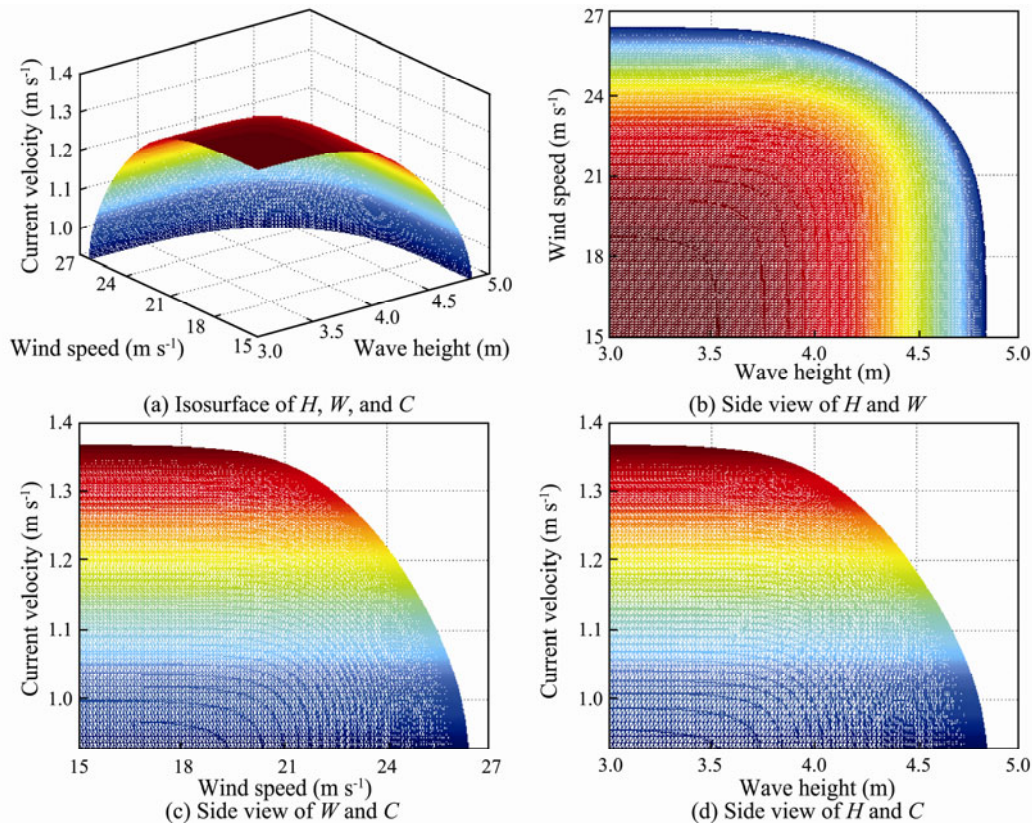 1.4
1.3
1.2
1.1
1.0
Current velocity (m s-1)
27
24
21
18
15
Wind speed (m s-1)
3.0
3.5
4.0
4.5
5.0
Wave height (m)
(a) Isosurface of H, W, and C
27
24
21
18
15
Wind speed (m s-1)
3.0 3.5 4.0 4.5 5.0
Wave height (m)
(b) Side view of H and W
1.4
1.3
1.2
1.1
1.0
Current velocity (m s-1)
15 18 21 24 27
Wind speed (m s-1)
(c) Side view of W and C
1.4
1.3
1.2
1.1
1.0
Current velocity (m s-1)
3.0 3.5 4.0 4.5 5.0
Wave height (m)
(d) Side view of H and C